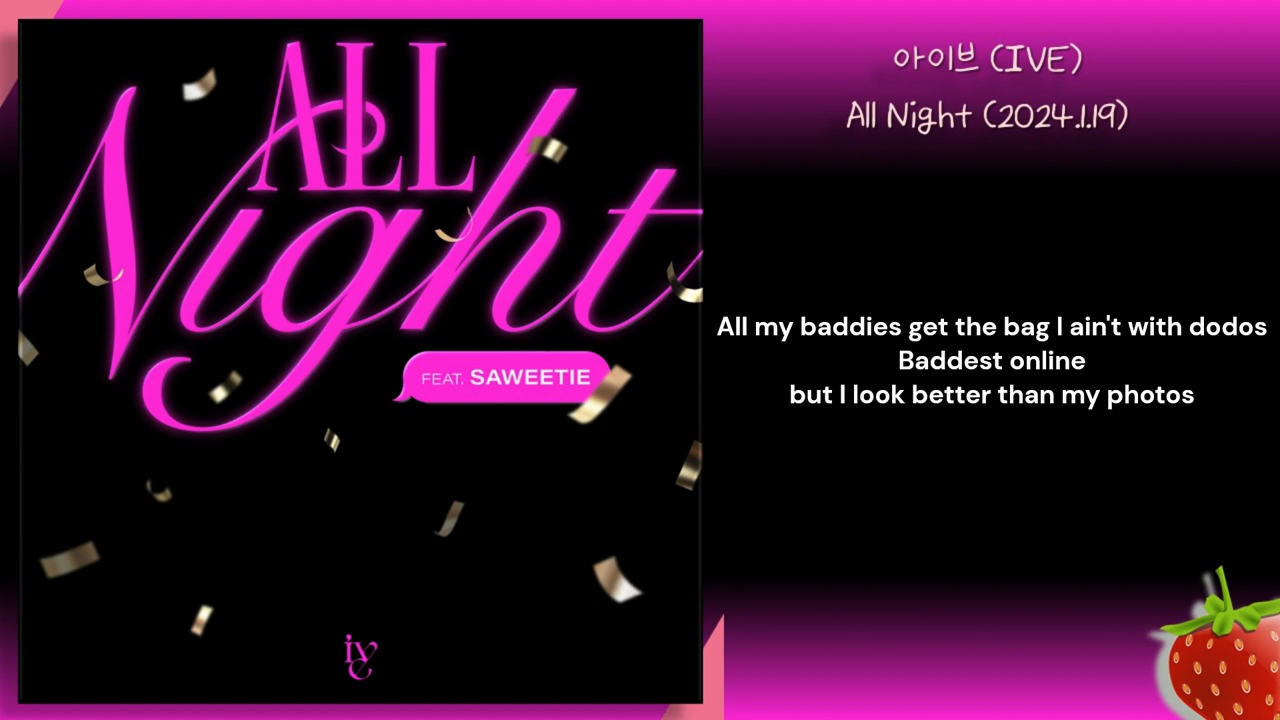 ALL
Night
FEAT. SAWEETIE
ive
아이브 (IVE)
All Night (2024.1.19)
All my baddies get the bag I ain't with dodos
Baddest online
but I look better than my photos